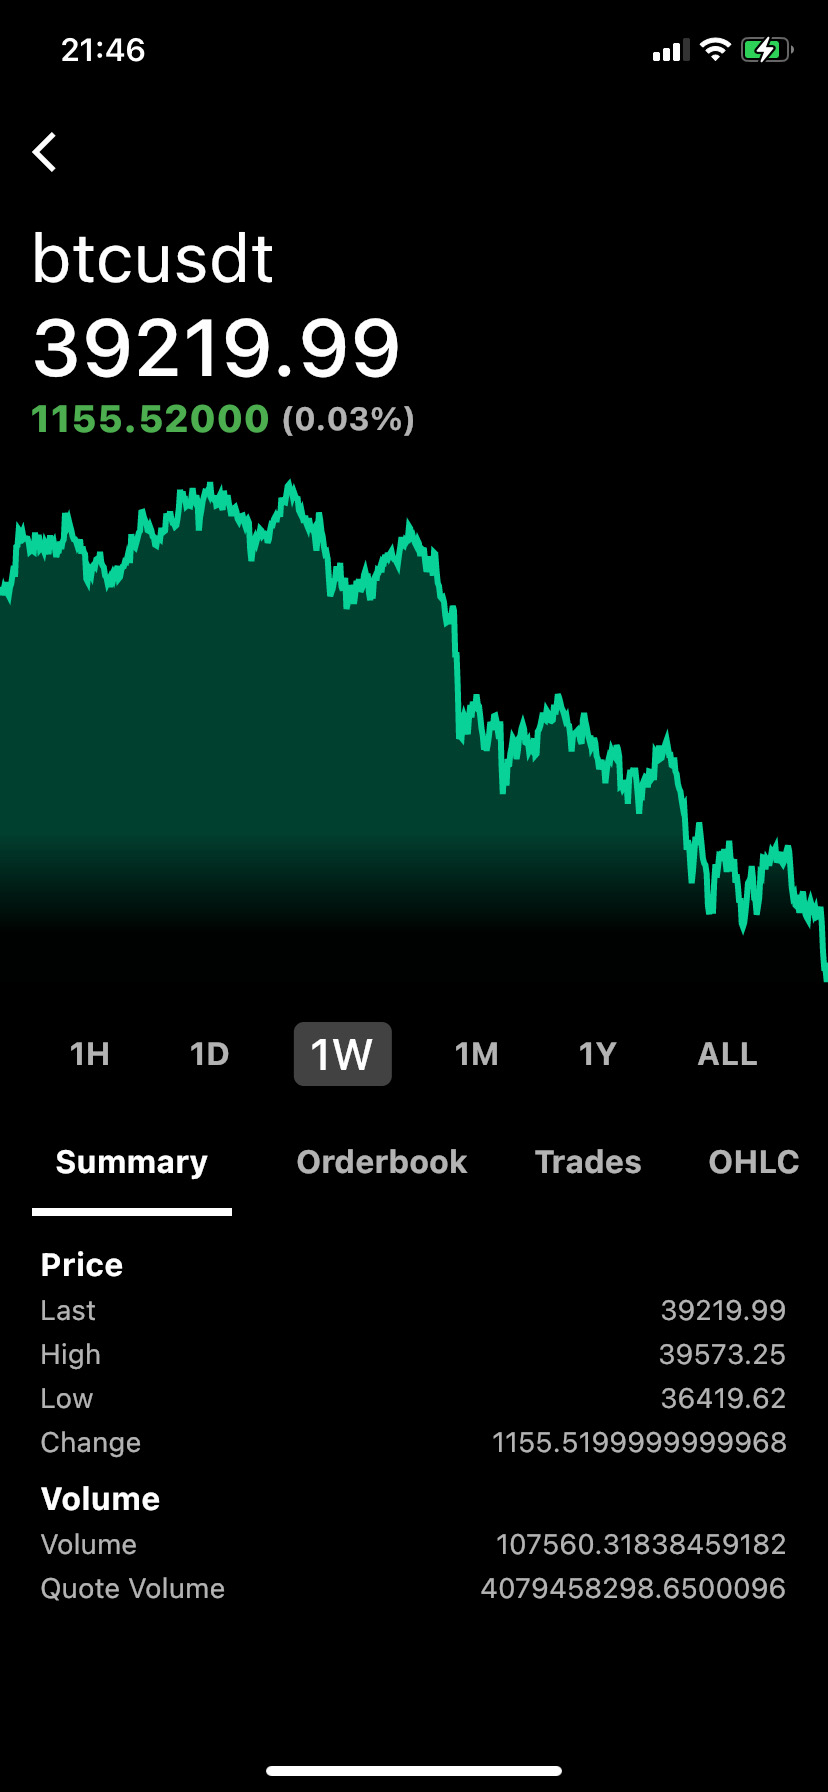 21:46
btcusdt
39219.99
1155.52000 (0.03%)
1H 1D 1W 1M 1Y ALL
Summary Orderbook Trades OHLC
Price
Last 39219.99
High 39573.25
Low 36419.62
Change 1155.5199999999968
Volume
Volume 107560.31838459182
Quote Volume 4079458298.6500096